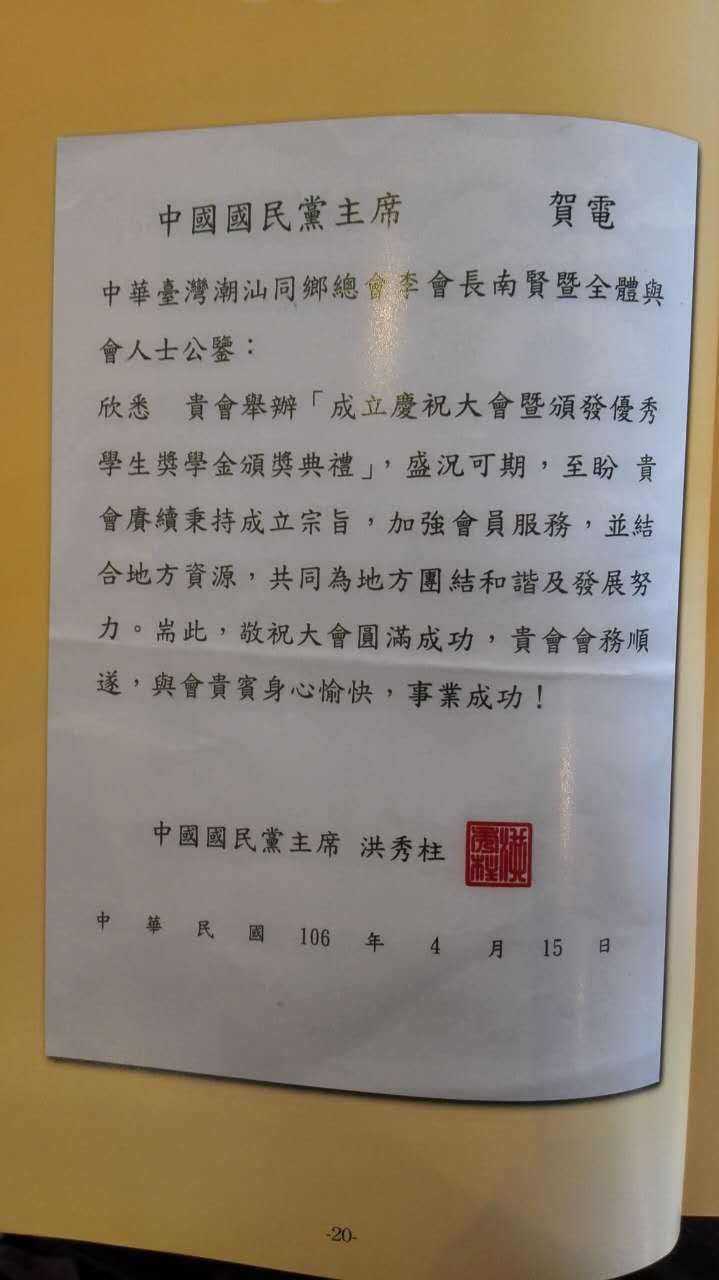 中國國民黨主席 賀電
中華臺灣潮汕同鄉總會李會長南賢暨全體與
會人士公鑒：
欣悉 貴會舉辦「成立慶祝大會暨頒發優秀
學生獎學金頒獎典禮」，盛況可期，至盼 貴
會賡續秉持成立宗旨，加強會員服務，並結
合地方資源，共同為地方團結和諧及發展努
力。耑此，敬祝大會圓滿成功，貴會會務順
遂，與會貴賓身心愉快，事業成功！
中國國民黨主席 洪秀柱
洪秀柱
中華民國 106 年 4 月 15 日
-20-